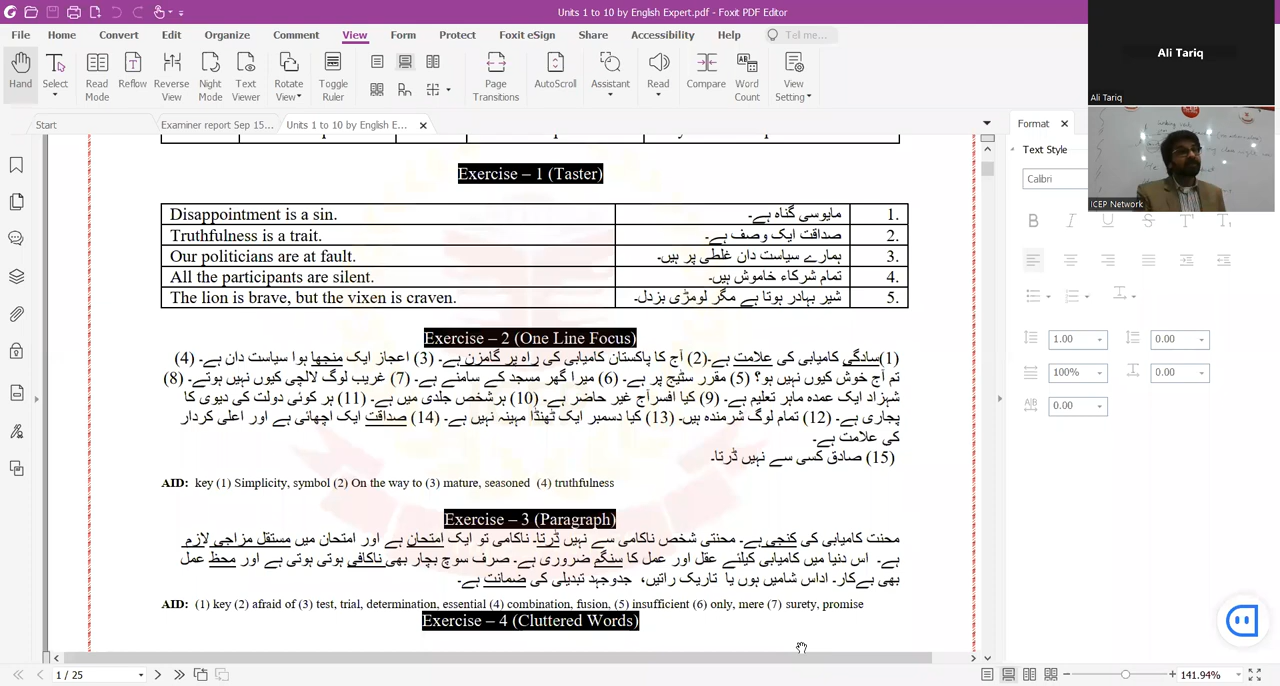 Units 1 to 10 by English Expert.pdf - Foxit PDF Editor
File Home Convert Edit Organize Comment View Form Protect Foxit eSign Share Accessibility Help Tell me...
Hand Select Read Mode Reflow Reverse View Night Mode Text Viewer Rotate View Toggle Ruler Page Transitions AutoScroll Assistant Read Compare Word Count View Setting
Start Examiner report Sep 15... Units 1 to 10 by English E...
Exercise – 1 (Taster)
Disappointment is a sin. مایوسی گناہ ہے۔ 1.
Truthfulness is a trait. صداقت ایک وصف ہے۔ 2.
Our politicians are at fault. ہمارے سیاست دان غلطی پر ہیں۔ 3.
All the participants are silent. تمام شرکاء خاموش ہیں۔ 4.
The lion is brave, but the vixen is craven. شیر بہادر ہوتا ہے مگر لومڑی بزدل۔ 5.
Exercise – 2 (One Line Focus)
(1)سادگی کامیابی کی علامت ہے۔(2) آج کا پاکستان کامیابی کی راہ پر گامزن ہے۔ (3) اعجاز ایک منجھا ہوا سیاست دان ہے۔ (4)
تم آج خوش کیوں نہیں ہو؟ (5) مقرر سٹیج پر ہے۔ (6) میرا گھر مسجد کے سامنے ہے۔ (7) غریب لوگ لالچی کیوں نہیں ہوتے۔ (8)
شہزاد ایک عمدہ ماہر تعلیم ہے۔ (9) کیا افسرآج غیر حاضر ہے۔ (10) ہرشخص جلدی میں ہے۔ (11) ہر کوئی دولت کی دیوی کا
پجاری ہے۔ (12) تمام لوگ شرمندہ ہیں۔ (13) کیا دسمبر ایک ٹھنڈا مہینہ نہیں ہے۔ (14) صداقت ایک اچھائی ہے اور اعلی کردار
کی علامت ہے۔
(15) صادق کسی سے نہیں ڈرتا۔
AID: key (1) Simplicity, symbol (2) On the way to (3) mature, seasoned (4) truthfulness
Exercise – 3 (Paragraph)
محنت کامیابی کی کنجی ہے۔ محنتی شخص ناکامی سے نہیں ڈرتا۔ ناکامی تو ایک امتحان ہے اور امتحان میں مستقل مزاجی لازم
ہے۔ اس دنیا میں کامیابی کیلئے عقل اور عمل کا سنگم ضروری ہے۔ صرف سوچ بچار بھی ناکافی ہوتی ہوتی ہے اور محظ عمل
بھی بےکار۔ اداس شامیں ہوں یا تاریک راتیں، جدوجہد تبدیلی کی ضمانت ہے۔
AID: (1) key (2) afraid of (3) test, trial, determination, essential (4) combination, fusion, (5) insufficient (6) only, mere (7) surety, promise
Exercise – 4 (Cluttered Words)
Format
Text Style
Calibri
B I U S T T
1.00 0.00
100% 0.00
0.00
Ali Tariq
Ali Tariq
ICEP Network
1 / 25
141.94%